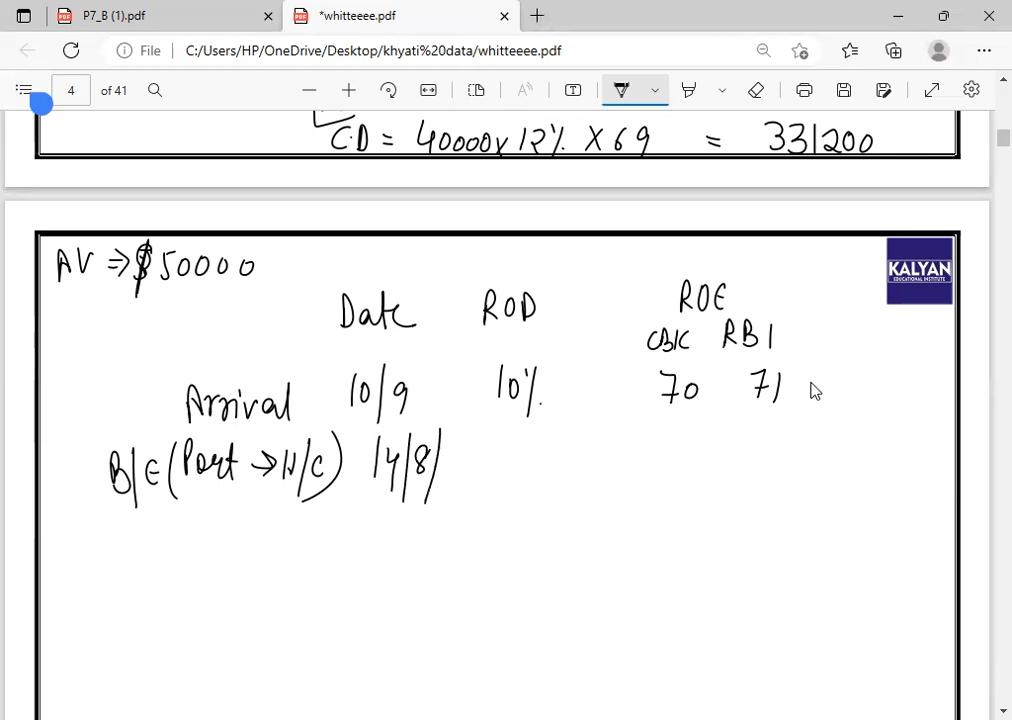 P7_B (1).pdf
*whitteeee.pdf
File C:/Users/HP/OneDrive/Desktop/khyati%20data/whitteeee.pdf
4 of 41
CD = 40000 x 12% x 69 = 331200
AV ⇒ $50000
KALYAN
EDUCATIONAL INSTITUTE
Date ROD ROE
CBIC RBI
Arrival 10/9 10% 70 71
B/E (Port → W/C) 14/8/